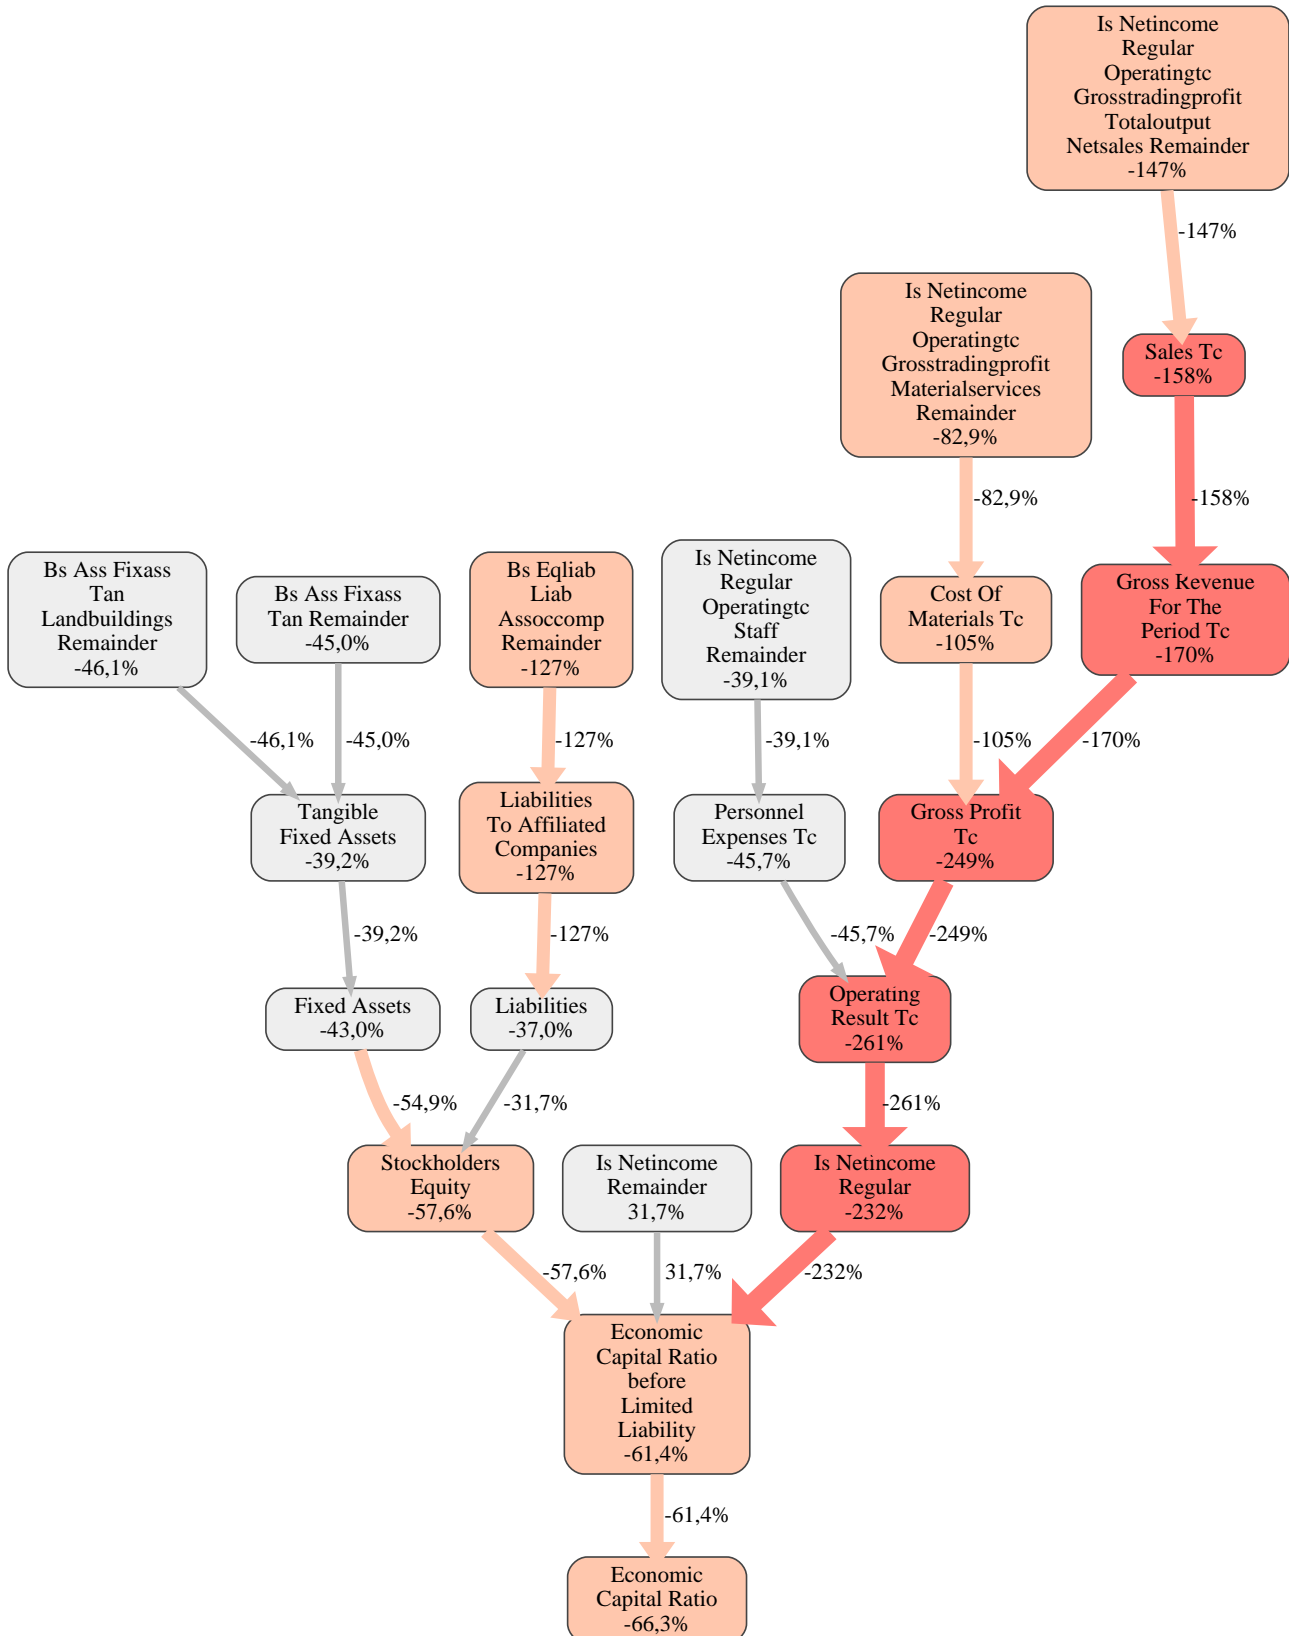 Is Netincome
Regular
Operatingtc
Grosstradingprofit
Totaloutput
Netsales Remainder
-147%
-147%
Is Netincome
Regular
Operatingtc
Grosstradingprofit
Materialservices
Remainder
-82,9%
Sales Tc
-158%
-82,9%
-158%
Bs Ass Fixass
Tan
Landbuildings
Remainder
-46,1%
Bs Ass Fixass
Tan Remainder
-45,0%
Bs Eqliab
Liab
Assoccomp
Remainder
-127%
Is Netincome
Regular
Operatingtc
Staff
Remainder
-39,1%
Cost Of
Materials Tc
-105%
Gross Revenue
For The
Period Tc
-170%
-46,1%
-45,0%
-127%
-39,1%
-105%
-170%
Tangible
Fixed Assets
-39,2%
Liabilities
To Affiliated
Companies
-127%
Personnel
Expenses Tc
-45,7%
Gross Profit
Tc
-249%
-39,2%
-127%
-45,7%
-249%
Fixed Assets
-43,0%
Liabilities
-37,0%
Operating
Result Tc
-261%
-54,9%
-31,7%
-261%
Stockholders
Equity
-57,6%
Is Netincome
Remainder
31,7%
Is Netincome
Regular
-232%
-57,6%
31,7%
-232%
Economic
Capital Ratio
before
Limited
Liability
-61,4%
-61,4%
Economic
Capital Ratio
-66,3%